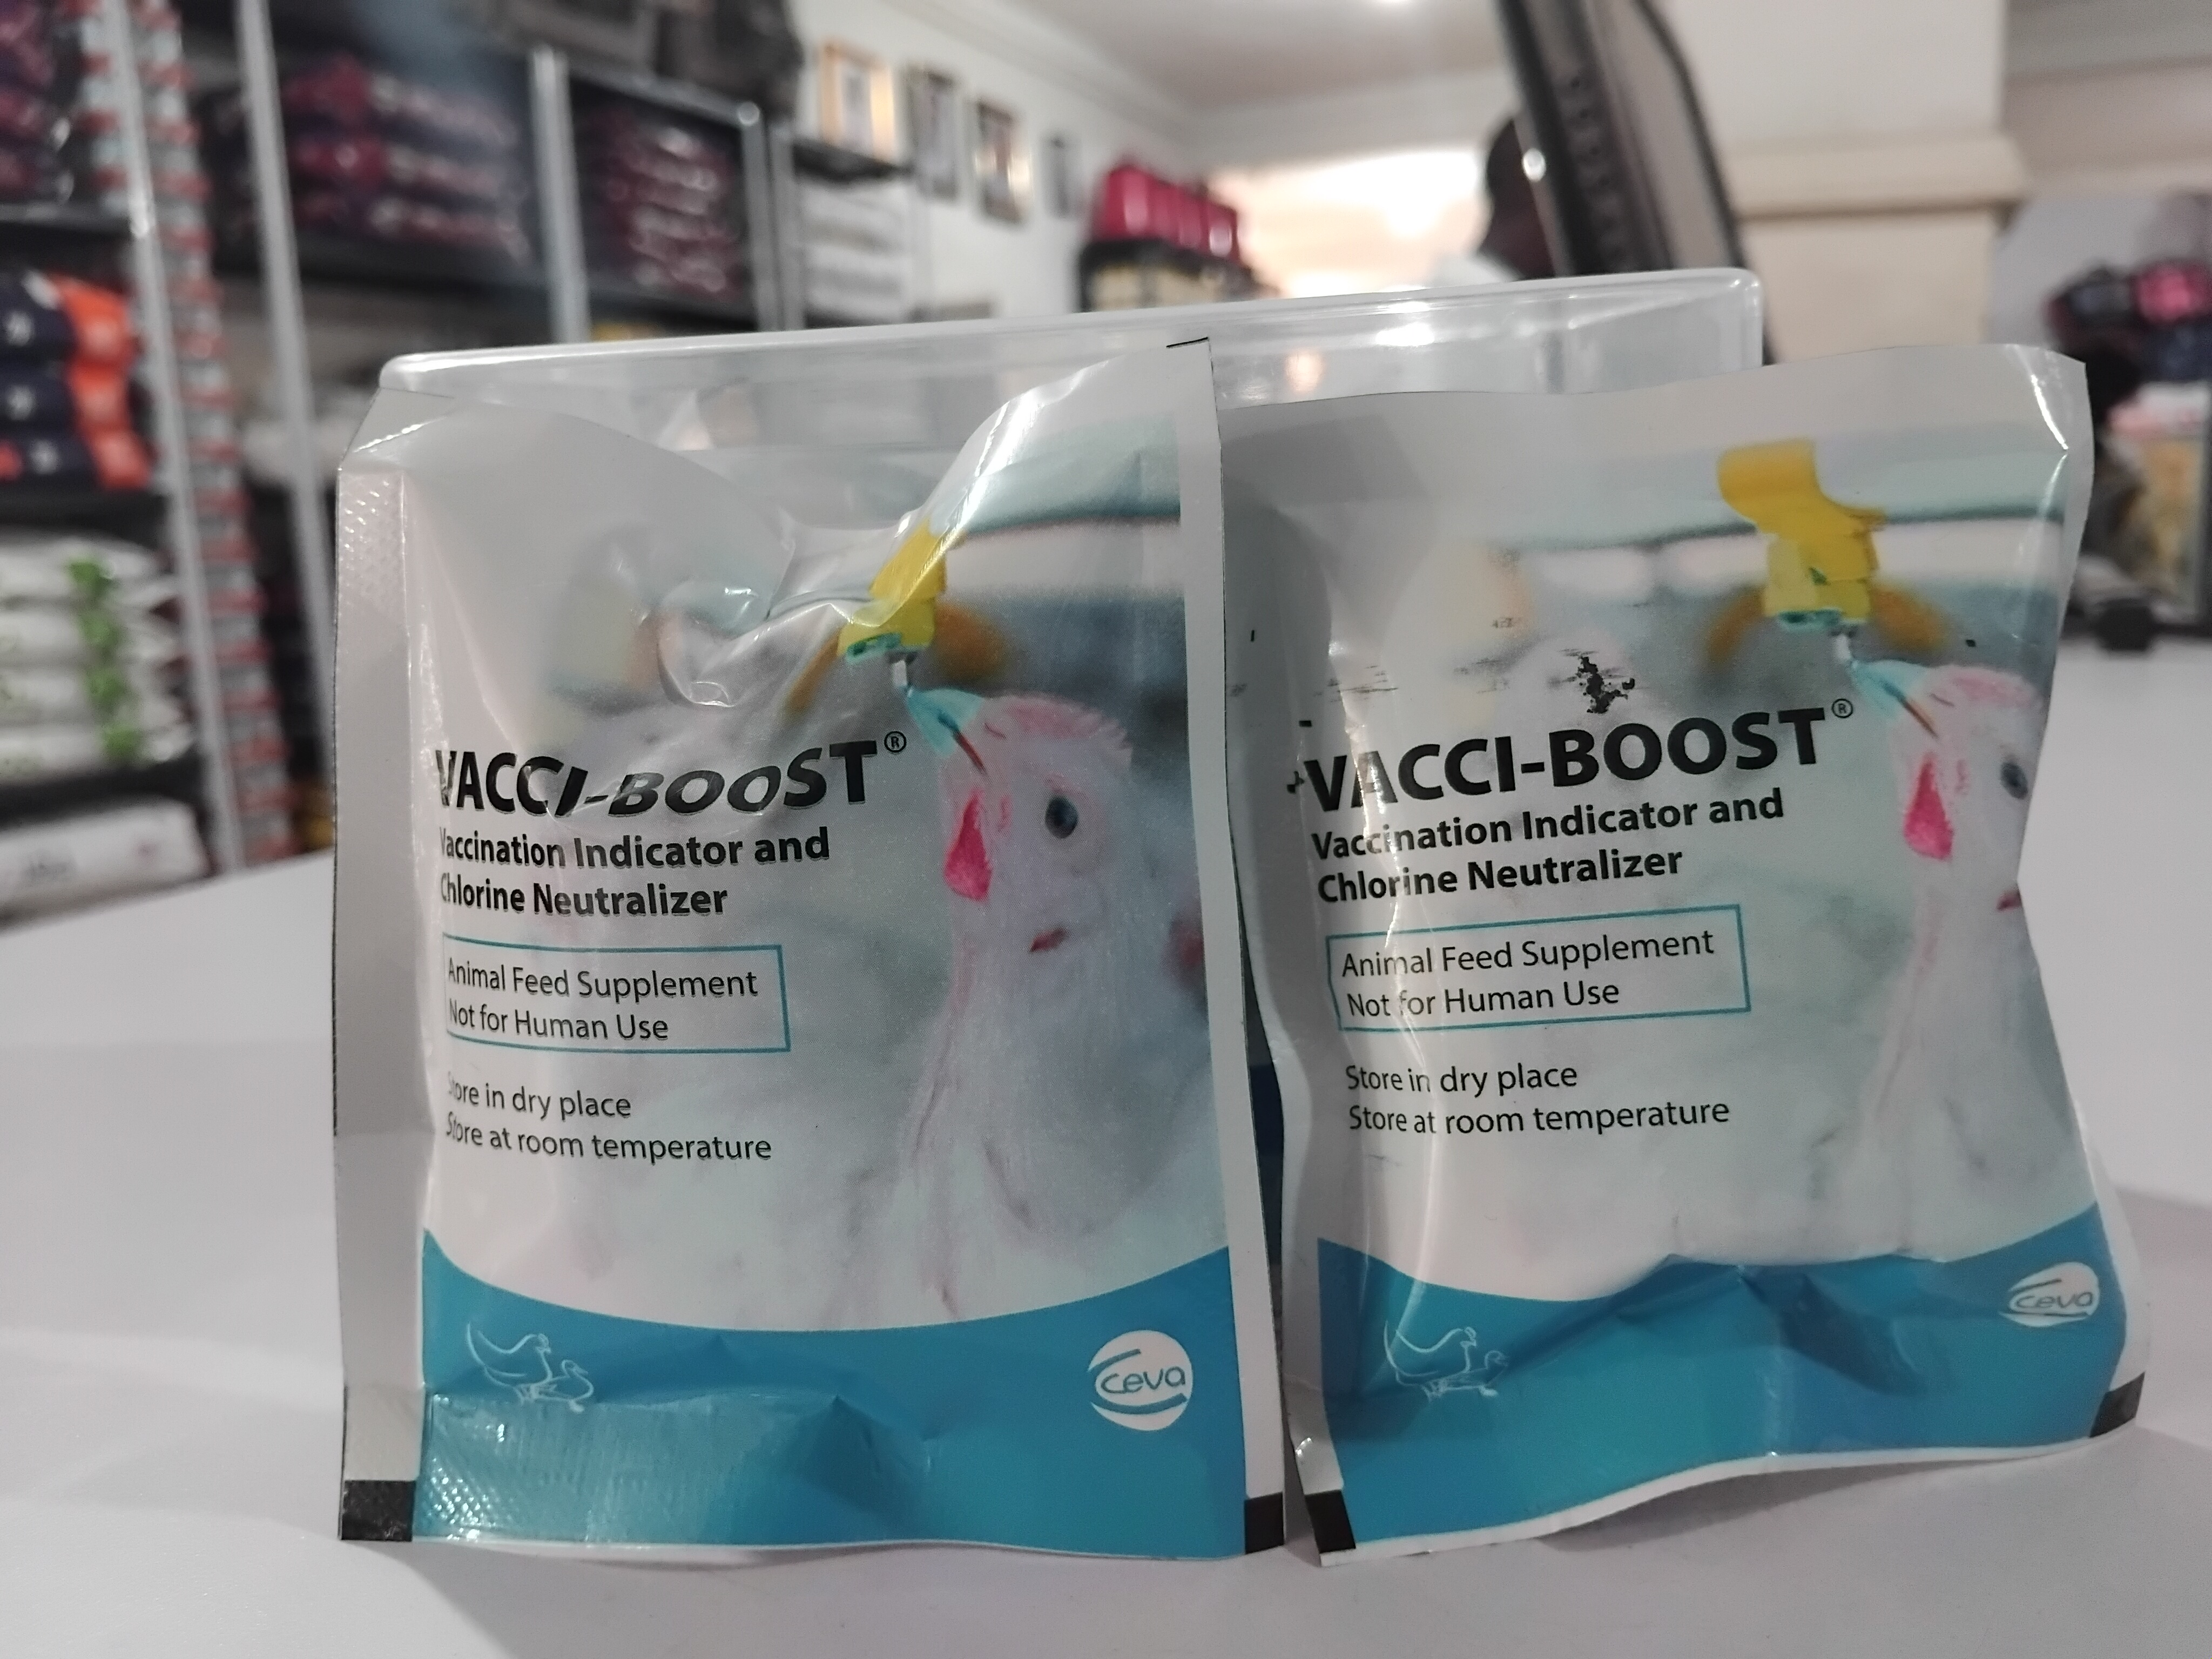 VACCI-BOOST®
Vaccination Indicator and
Chlorine Neutralizer
Animal Feed Supplement
Not for Human Use
Store in dry place
Store at room temperature
ceva
VACCI-BOOST®
Vaccination Indicator and
Chlorine Neutralizer
Animal Feed Supplement
Not for Human Use
Store in dry place
Store at room temperature
ceva